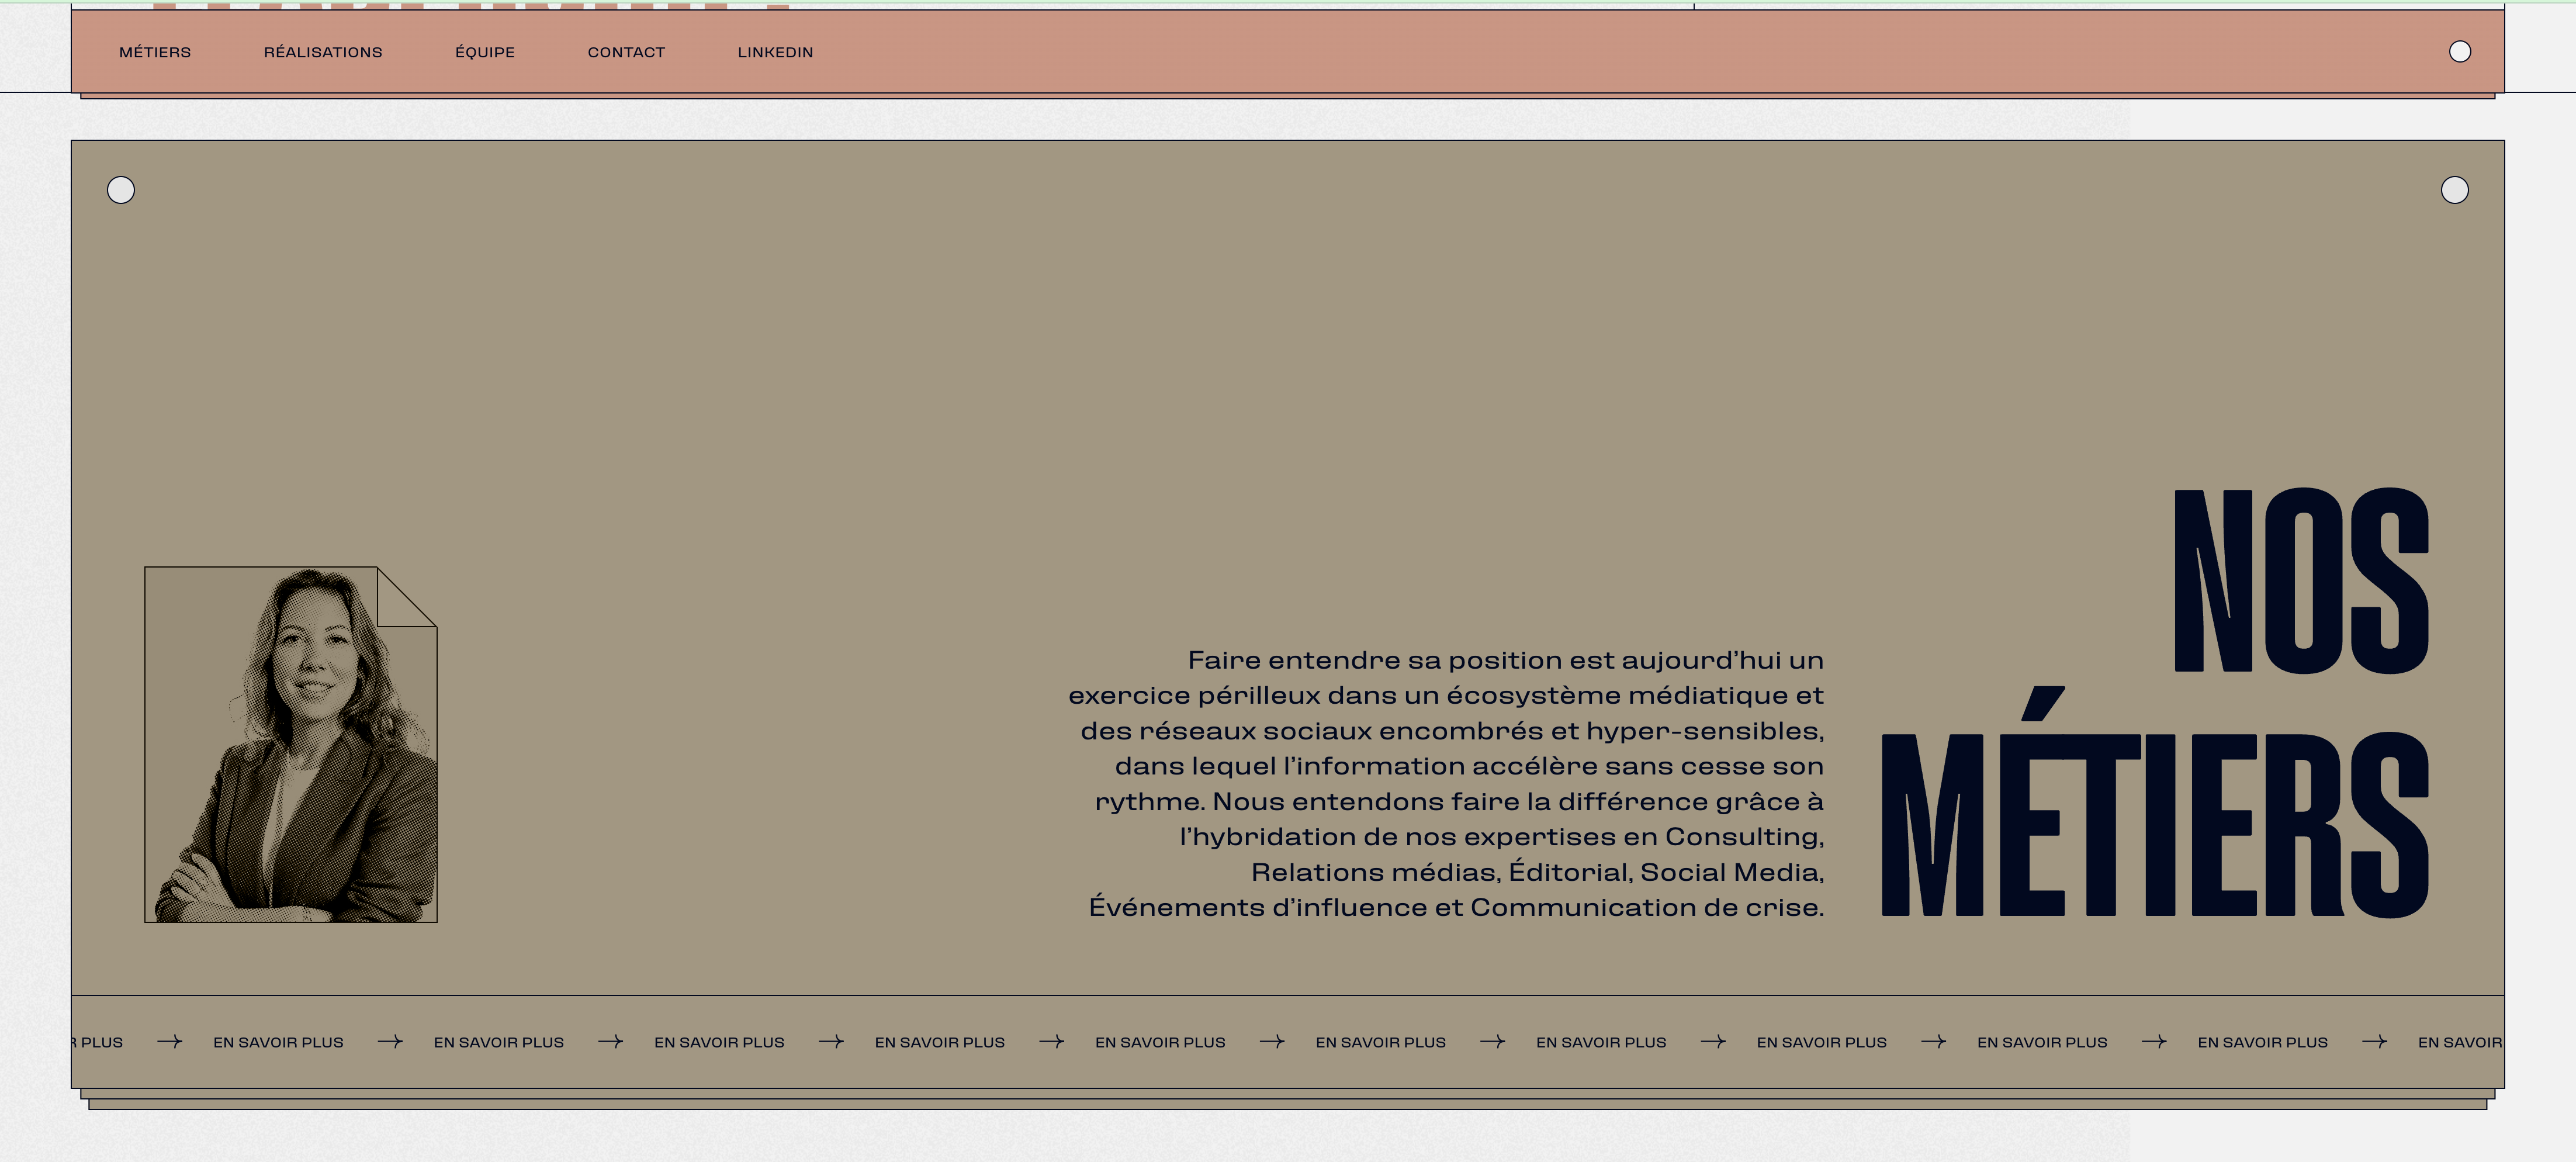 MÉTIERS
RÉALISATIONS
ÉQUIPE
CONTACT
LINKEDIN
NOS
MÉTIERS
Faire entendre sa position est aujourd’hui un
exercice périlleux dans un écosystème médiatique et
des réseaux sociaux encombrés et hyper-sensibles,
dans lequel l’information accélère sans cesse son
rythme. Nous entendons faire la différence grâce à
l’hybridation de nos expertises en Consulting,
Relations médias, Éditorial, Social Media,
Événements d’influence et Communication de crise.
R PLUS → EN SAVOIR PLUS → EN SAVOIR PLUS → EN SAVOIR PLUS → EN SAVOIR PLUS → EN SAVOIR PLUS → EN SAVOIR PLUS → EN SAVOIR PLUS → EN SAVOIR PLUS → EN SAVOIR PLUS → EN SAVOIR PLUS → EN SAVOIR